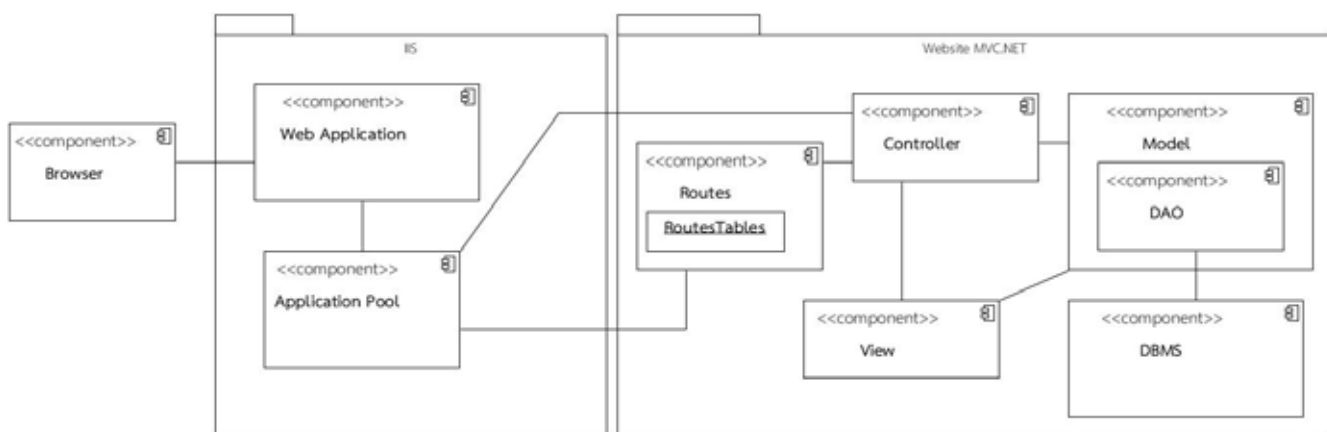 IIS
Website MVC.NET
<<component>>
Browser
<<component>>
Web Application
<<component>>
Application Pool
<<component>>
Routes
RoutesTables
<<component>>
Controller
<<component>>
Model
<<component>>
DAO
<<component>>
View
<<component>>
DBMS